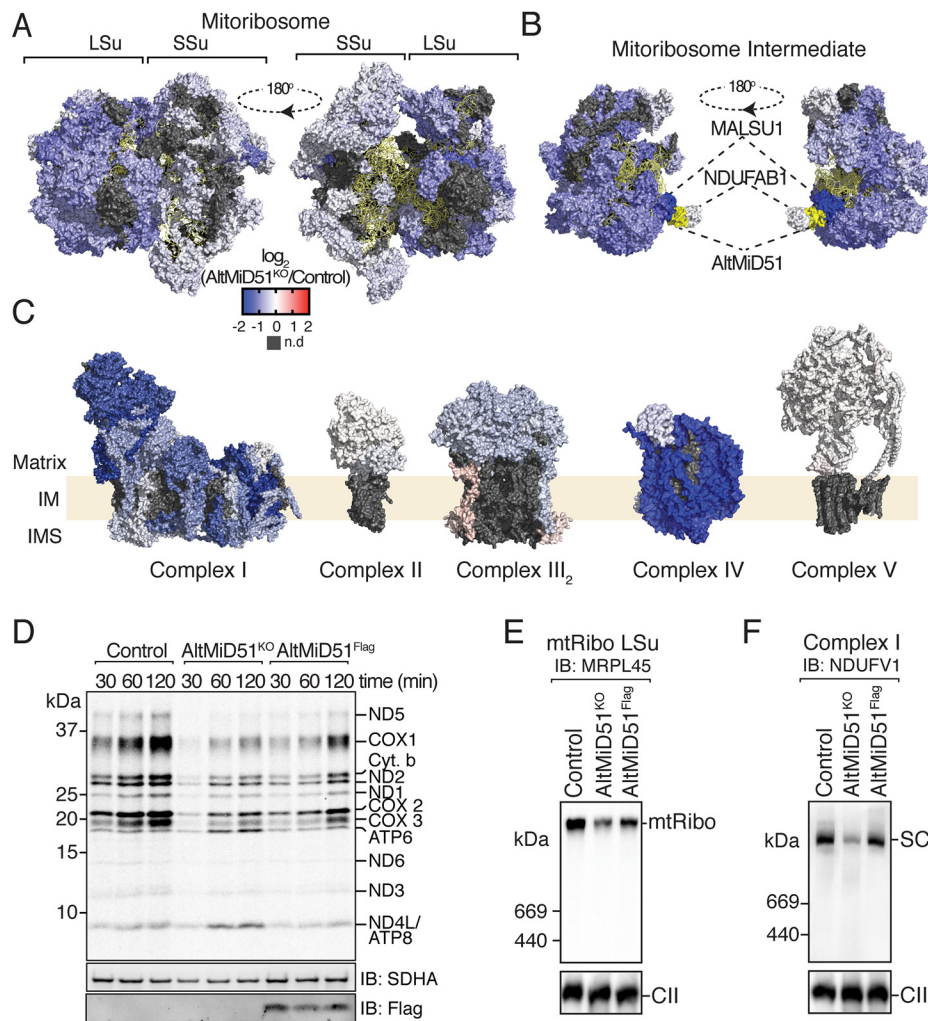 A
Mitoribosome
LSu
SSu
SSu
LSu
180°
log2
(AltMiD51KO/Control)
-2 -1 0 1 2
n.d
B
Mitoribosome Intermediate
180°
MALSU1
NDUFAB1
AltMiD51
C
Matrix
IM
IMS
Complex I
Complex II
Complex III2
Complex IV
Complex V
D
Control AltMiD51KO AltMiD51Flag
30 60 120 30 60 120 30 60 120 time (min)
kDa
37
25
20
15
10
ND5
COX1
Cyt. b
ND2
ND1
COX 2
COX 3
ATP6
ND6
ND3
ND4L/
ATP8
IB: SDHA
IB: Flag
E
mtRibo LSu
IB: MRPL45
Control
AltMiD51KO
AltMiD51Flag
kDa
669
440
mtRibo
CII
F
Complex I
IB: NDUFV1
Control
AltMiD51KO
AltMiD51Flag
kDa
669
440
SC
CII